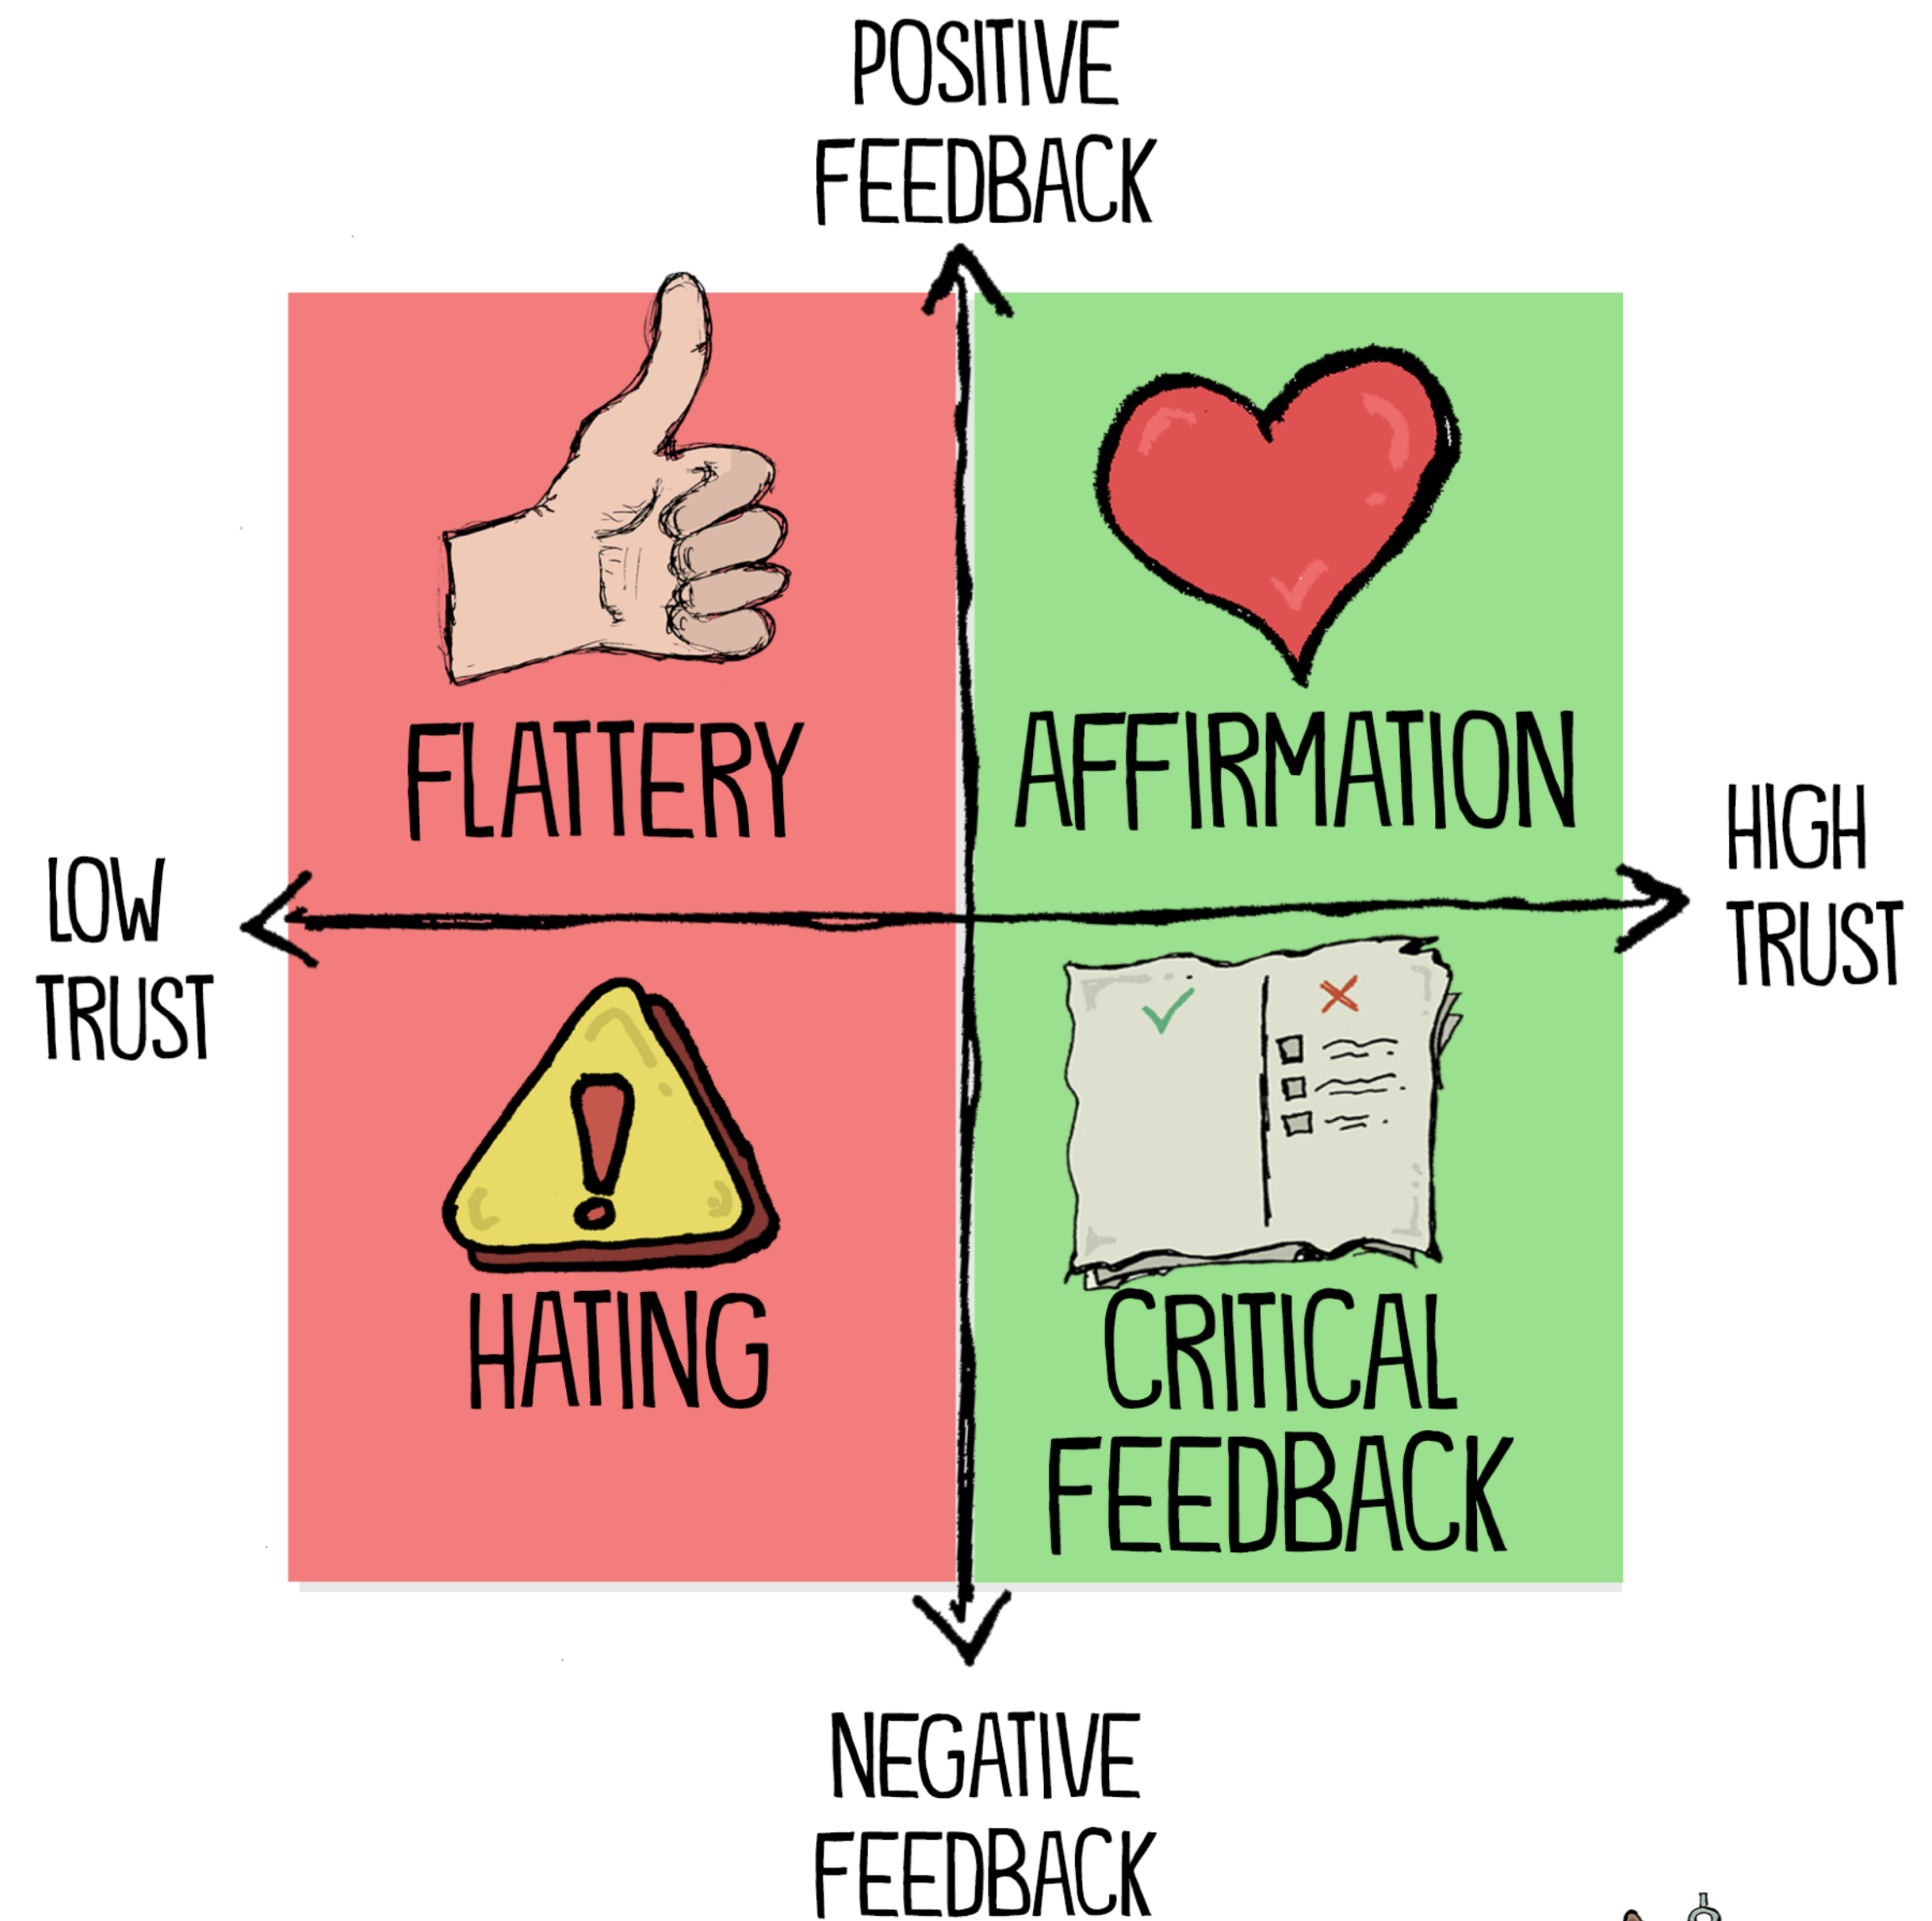 POSITIVE
FEEDBACK
FLATTERY
AFFIRMATION
LOW
TRUST
HIGH
TRUST
HATING
CRITICAL
FEEDBACK
NEGATIVE
FEEDBACK